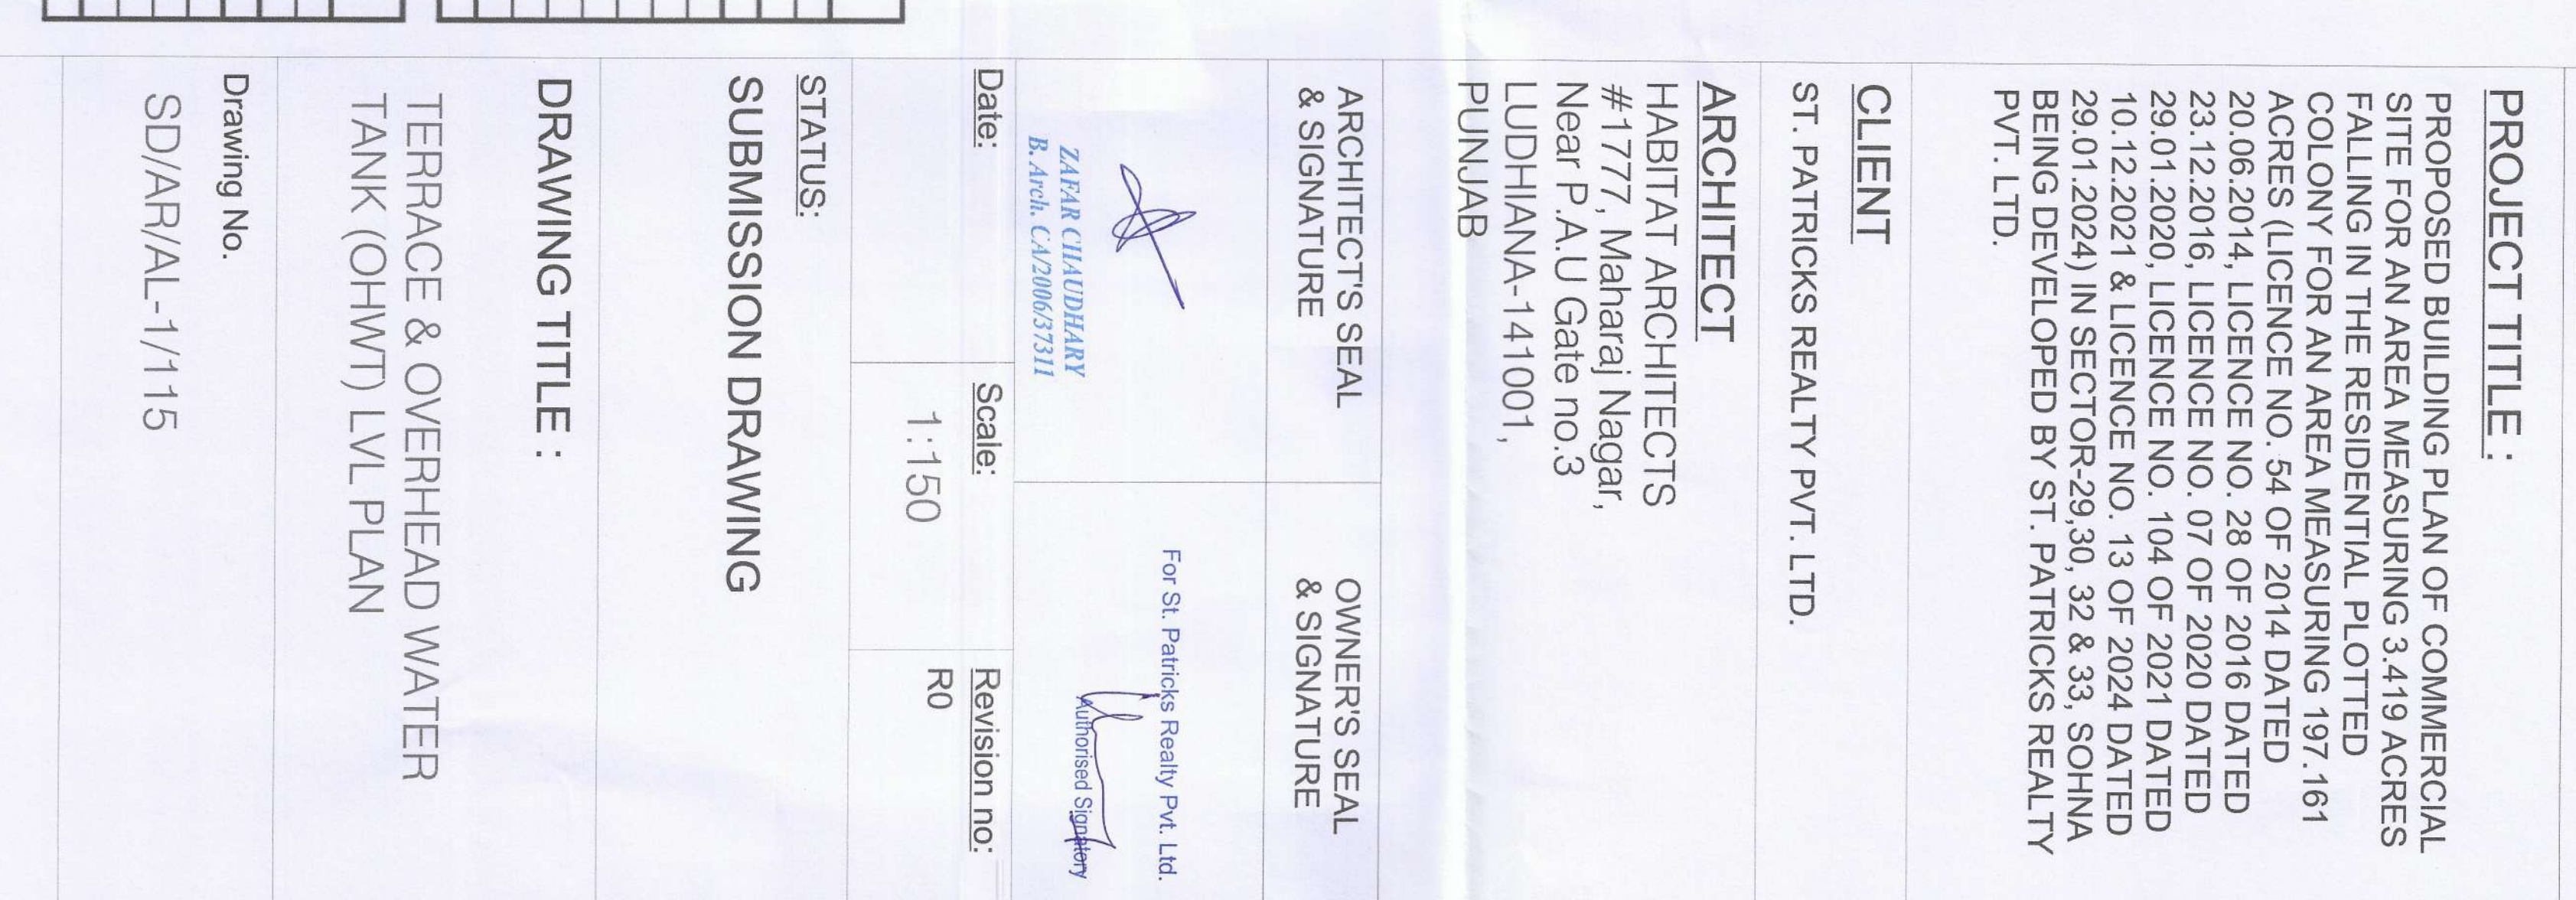 PROJECT TITLE :
PROPOSED BUILDING PLAN OF COMMERCIAL
SITE FOR AN AREA MEASURING 3.419 ACRES
FALLING IN THE RESIDENTIAL PLOTTED
COLONY FOR AN AREA MEASURING 197.161
ACRES (LICENCE NO. 54 OF 2014 DATED
20.06.2014, LICENCE NO. 28 OF 2016 DATED
23.12.2016, LICENCE NO. 07 OF 2020 DATED
29.01.2020, LICENCE NO. 104 OF 2021 DATED
10.12.2021 & LICENCE NO. 13 OF 2024 DATED
29.01.2024) IN SECTOR-29,30, 32 & 33, SOHNA
BEING DEVELOPED BY ST. PATRICKS REALTY
PVT. LTD.
CLIENT
ST. PATRICKS REALTY PVT. LTD.
ARCHITECT
HABITAT ARCHITECTS
#1777, Maharaj Nagar,
Near P.A.U Gate no.3
LUDHIANA-141001,
PUNJAB
ARCHITECT'S SEAL
& SIGNATURE
OWNER'S SEAL
& SIGNATURE
ZAFAR CHAUDHARY
B. Arch. CA/2006/37311
For St. Patricks Realty Pvt. Ltd.
Authorised Signatory
Date:
Scale:
1:150
Revision no:
R0
STATUS:
SUBMISSION DRAWING
DRAWING TITLE :
TERRACE & OVERHEAD WATER
TANK (OHWT) LVL PLAN
Drawing No.
SD/AR/AL-1/115